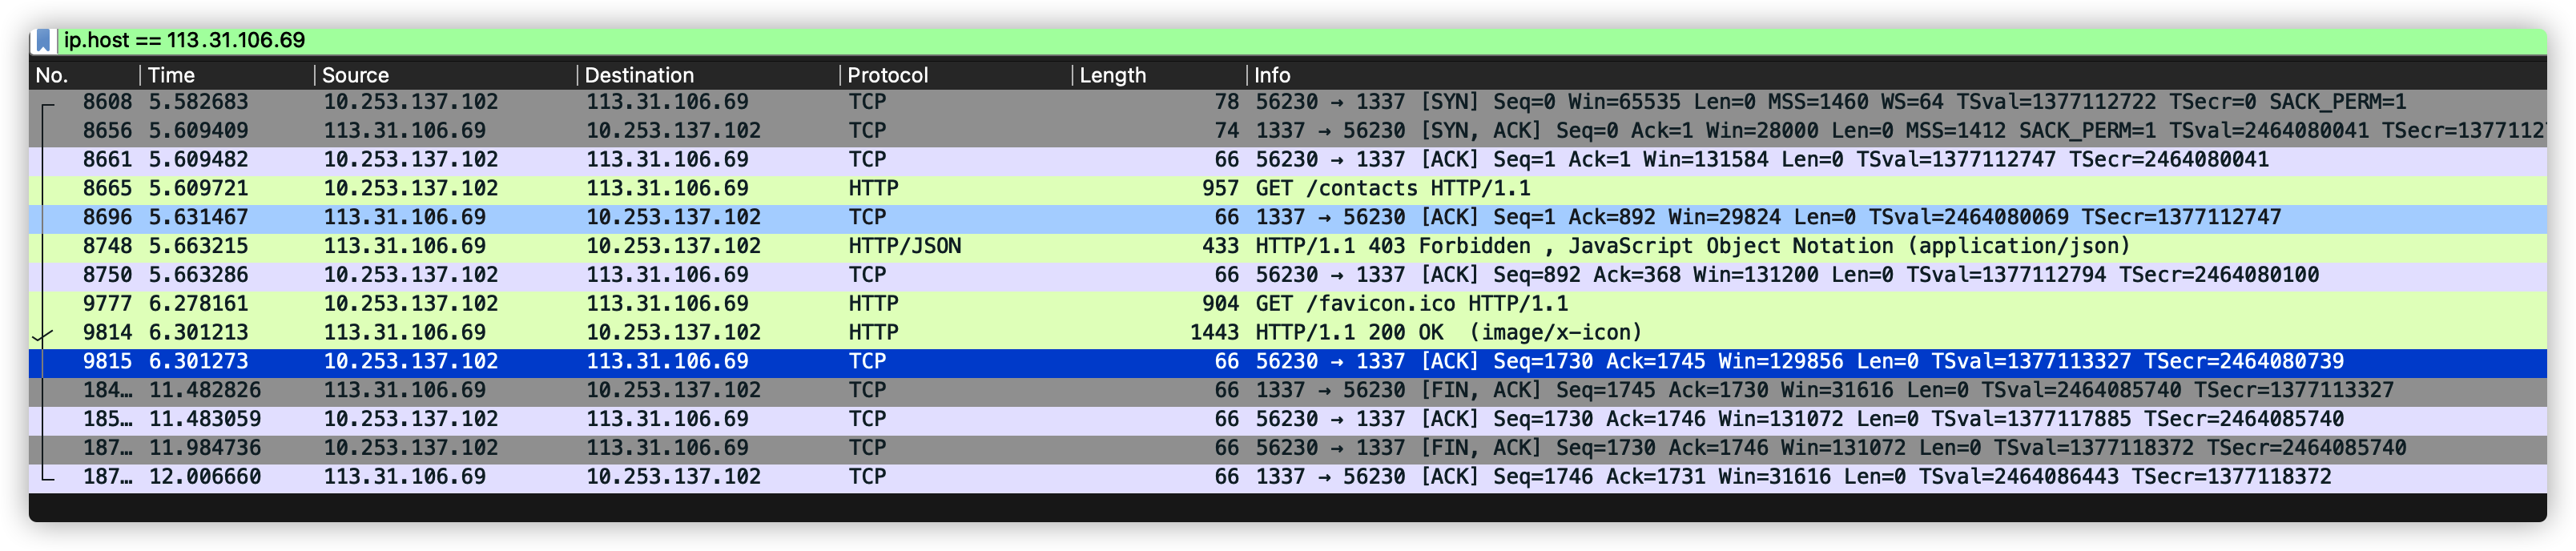 ip.host == 113.31.106.69
No. Time Source Destination Protocol Length Info
8608 5.582683 10.253.137.102 113.31.106.69 TCP 78 56230 → 1337 [SYN] Seq=0 Win=65535 Len=0 MSS=1460 WS=64 TSval=1377112722 TSecr=0 SACK_PERM=1
8656 5.609409 113.31.106.69 10.253.137.102 TCP 74 1337 → 56230 [SYN, ACK] Seq=0 Ack=1 Win=28000 Len=0 MSS=1412 SACK_PERM=1 TSval=2464080041 TSecr=13771127
8661 5.609482 10.253.137.102 113.31.106.69 TCP 66 56230 → 1337 [ACK] Seq=1 Ack=1 Win=131584 Len=0 TSval=1377112747 TSecr=2464080041
8665 5.609721 10.253.137.102 113.31.106.69 HTTP 957 GET /contacts HTTP/1.1
8696 5.631467 113.31.106.69 10.253.137.102 TCP 66 1337 → 56230 [ACK] Seq=1 Ack=892 Win=29824 Len=0 TSval=2464080069 TSecr=1377112747
8748 5.663215 113.31.106.69 10.253.137.102 HTTP/JSON 433 HTTP/1.1 403 Forbidden , JavaScript Object Notation (application/json)
8750 5.663286 10.253.137.102 113.31.106.69 TCP 66 56230 → 1337 [ACK] Seq=892 Ack=368 Win=131200 Len=0 TSval=1377112794 TSecr=2464080100
9777 6.278161 10.253.137.102 113.31.106.69 HTTP 904 GET /favicon.ico HTTP/1.1
9814 6.301213 113.31.106.69 10.253.137.102 HTTP 1443 HTTP/1.1 200 OK (image/x-icon)
9815 6.301273 10.253.137.102 113.31.106.69 TCP 66 56230 → 1337 [ACK] Seq=1730 Ack=1745 Win=129856 Len=0 TSval=1377113327 TSecr=2464080739
184… 11.482826 113.31.106.69 10.253.137.102 TCP 66 1337 → 56230 [FIN, ACK] Seq=1745 Ack=1730 Win=31616 Len=0 TSval=2464085740 TSecr=1377113327
185… 11.483059 10.253.137.102 113.31.106.69 TCP 66 56230 → 1337 [ACK] Seq=1730 Ack=1746 Win=131072 Len=0 TSval=1377117885 TSecr=2464085740
187… 11.984736 10.253.137.102 113.31.106.69 TCP 66 56230 → 1337 [FIN, ACK] Seq=1730 Ack=1746 Win=131072 Len=0 TSval=1377118372 TSecr=2464085740
187… 12.006660 113.31.106.69 10.253.137.102 TCP 66 1337 → 56230 [ACK] Seq=1746 Ack=1731 Win=31616 Len=0 TSval=2464086443 TSecr=1377118372